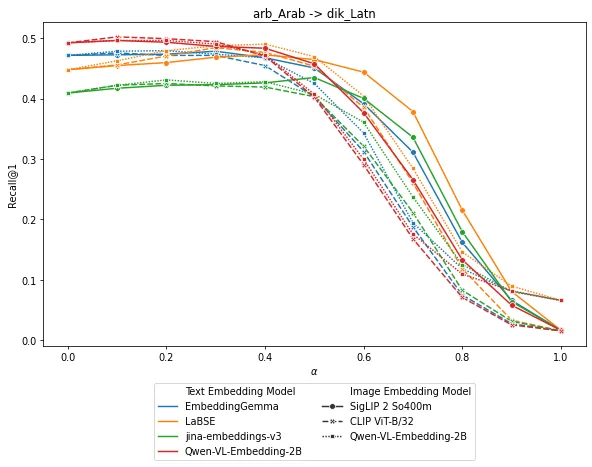 arb_Arab -> dik_Latn
0.5
0.4
0.3
0.2
0.1
0.0
Recall@1
0.0 0.2 0.4 0.6 0.8 1.0
α
Text Embedding Model Image Embedding Model
EmbeddingGemma SigLIP 2 So400m
LaBSE CLIP ViT-B/32
jina-embeddings-v3 Qwen-VL-Embedding-2B
Qwen-VL-Embedding-2B